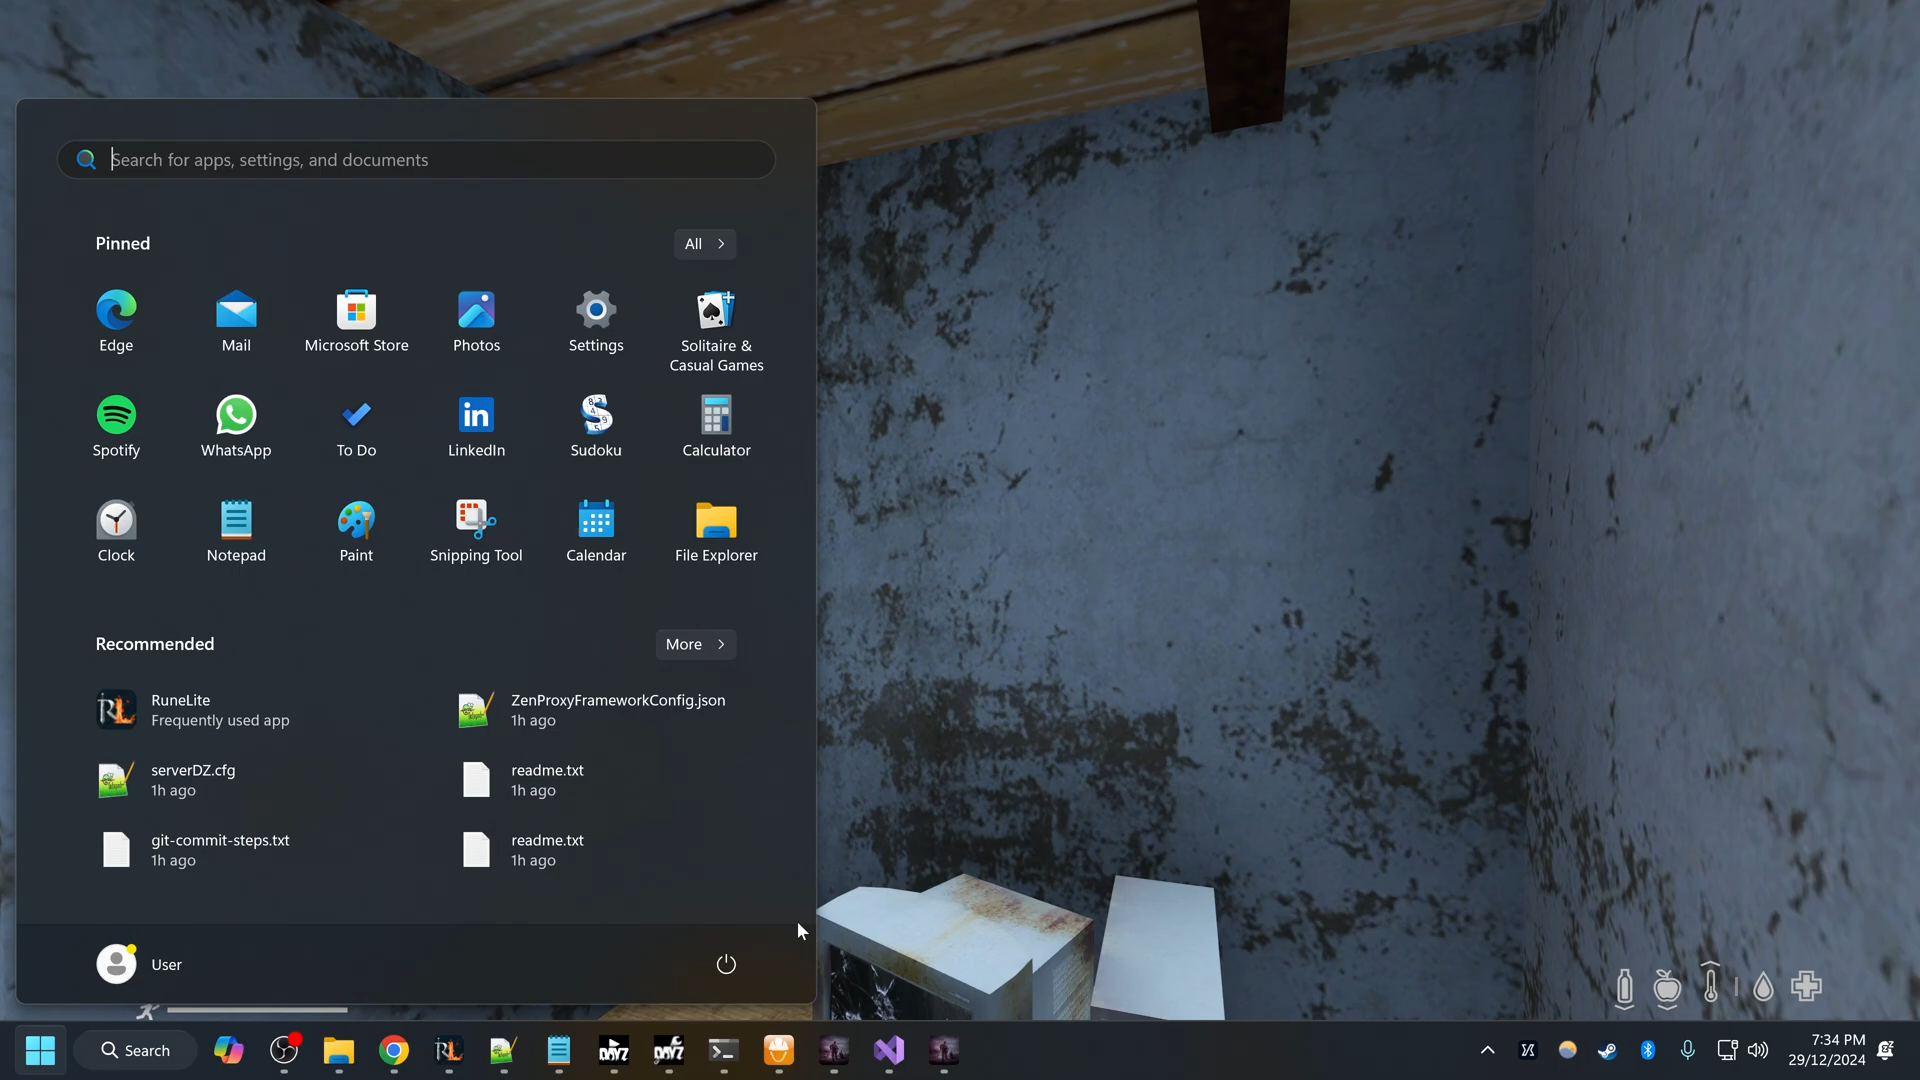 Search for apps, settings, and documents
Pinned
All
Edge
Mail
Microsoft Store
Photos
Settings
Solitaire &
Casual Games
Spotify
WhatsApp
To Do
LinkedIn
Sudoku
Calculator
Clock
Notepad
Paint
Snipping Tool
Calendar
File Explorer
Recommended
More
RuneLite
Frequently used app
ZenProxyFrameworkConfig.json
1h ago
serverDZ.cfg
1h ago
readme.txt
1h ago
git-commit-steps.txt
1h ago
readme.txt
1h ago
User
Search
7:34 PM
29/12/2024